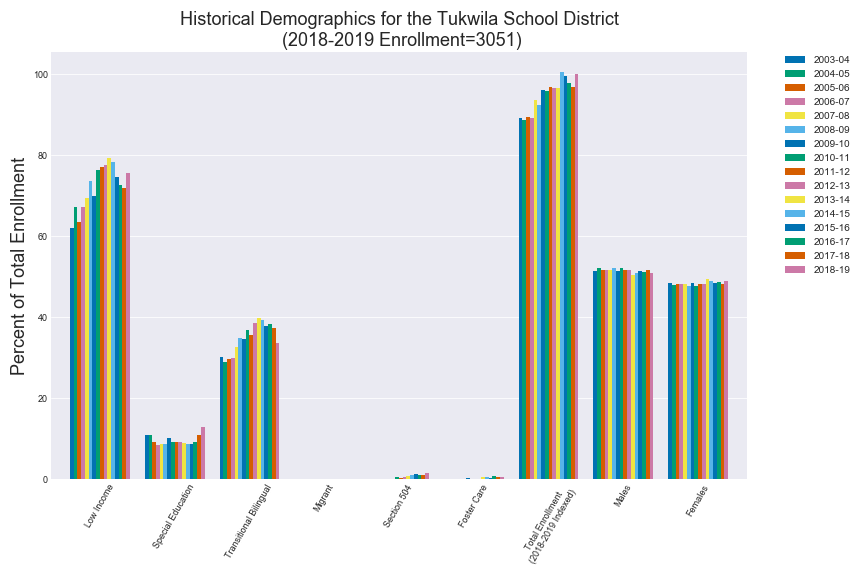 Historical Demographics for the Tukwila School District
(2018-2019 Enrollment=3051)
Percent of Total Enrollment
100
80
60
40
20
0
Low Income
Special Education
Transitional Bilingual
Migrant
Section 504
Foster Care
Total Enrollment
(2018-2019 Indexed)
Males
Females
2003-04
2004-05
2005-06
2006-07
2007-08
2008-09
2009-10
2010-11
2011-12
2012-13
2013-14
2014-15
2015-16
2016-17
2017-18
2018-19